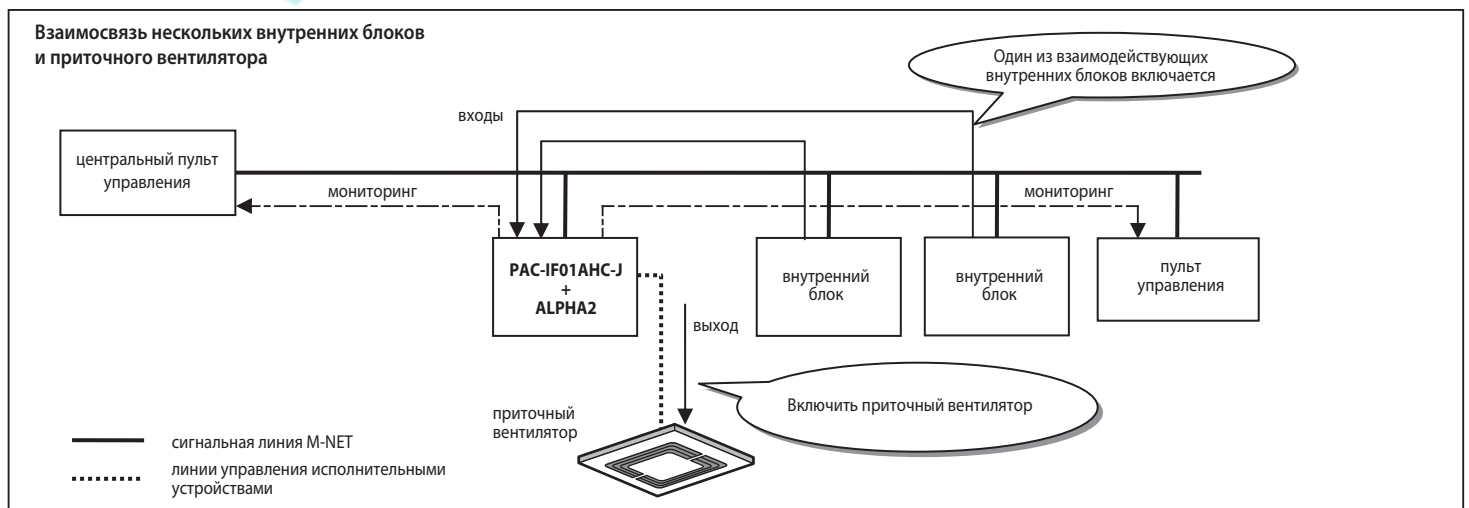 Взаимосвязь нескольких внутренних блоков
и приточного вентилятора
Один из взаимодействующих
внутренних блоков включается
входы
центральный пульт
управления
мониторинг
мониторинг
PAC-IF01AHC-J
+
ALPHA2
внутренний
блок
внутренний
блок
пульт
управления
выход
Включить приточный вентилятор
приточный
вентилятор
сигнальная линия M-NET
линии управления исполнительными
устройствами